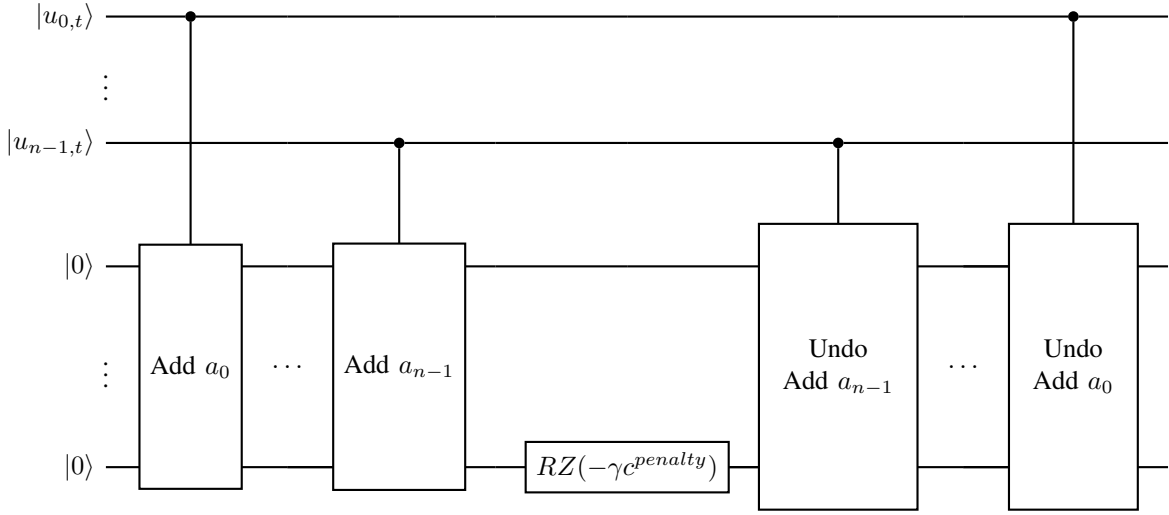 |u_{0,t}⟩
⋮
|u_{n−1,t}⟩
|0⟩
⋮
Add a_0
⋯
Add a_{n−1}
Undo
Add a_{n−1}
⋯
Undo
Add a_0
|0⟩
RZ(−γc^{penalty})